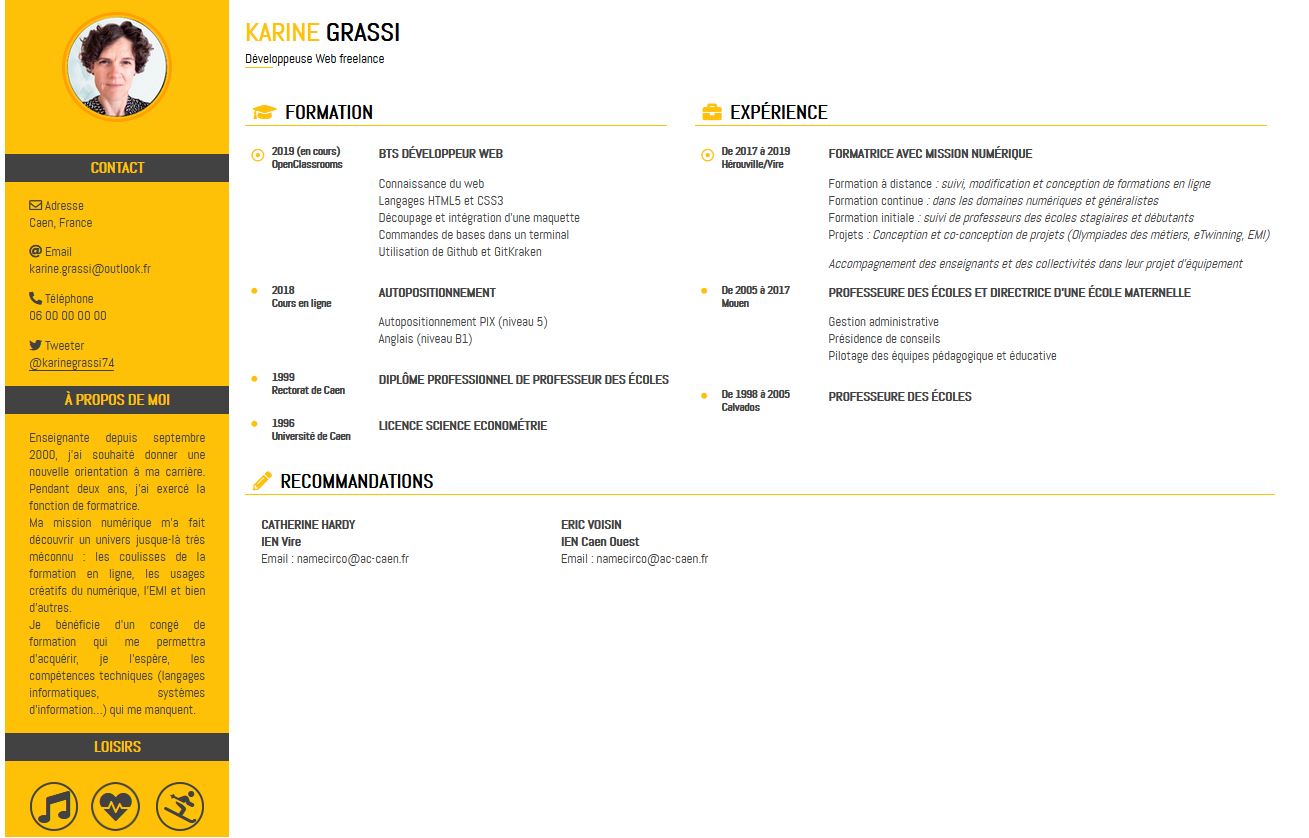 KARINE GRASSI
Développeuse Web freelance
CONTACT
Adresse
Caen, France
Email
karine.grassi@outlook.fr
Téléphone
06 00 00 00 00
Tweeter
@karinegrassi74
À PROPOS DE MOI
Enseignante depuis septembre
2000, j'ai souhaité donner une
nouvelle orientation à ma carrière.
Pendant deux ans, j'ai exercé la
fonction de formatrice.
Ma mission numérique m'a fait
découvrir un univers jusque-là très
méconnu : les coulisses de la
formation en ligne, les usages
créatifs du numérique, l'EMI et bien
d'autres.
Je bénéficie d'un congé de
formation qui me permettra
d'acquérir, je l'espère, les
compétences techniques (langages
informatiques, systèmes
d'information...) qui me manquent.
LOISIRS
FORMATION
2019 (en cours)
OpenClassrooms
BTS DÉVELOPPEUR WEB
Connaissance du web
Langages HTML5 et CSS3
Découpage et intégration d'une maquette
Commandes de bases dans un terminal
Utilisation de Github et GitKraken
2018
Cours en ligne
AUTOPOSITIONNEMENT
Autopositionnement PIX (niveau 5)
Anglais (niveau B1)
1999
Rectorat de Caen
DIPLÔME PROFESSIONNEL DE PROFESSEUR DES ÉCOLES
1996
Université de Caen
LICENCE SCIENCE ECONOMÉTRIE
EXPÉRIENCE
De 2017 à 2019
Hérouville/Vire
FORMATRICE AVEC MISSION NUMÉRIQUE
Formation à distance : suivi, modification et conception de formations en ligne
Formation continue : dans les domaines numériques et généralistes
Formation initiale : suivi de professeurs des écoles stagiaires et débutants
Projets : Conception et co-conception de projets (Olympiades des métiers, eTwinning, EMI)
Accompagnement des enseignants et des collectivités dans leur projet d'équipement
De 2005 à 2017
Mouen
PROFESSEURE DES ÉCOLES ET DIRECTRICE D'UNE ÉCOLE MATERNELLE
Gestion administrative
Présidence de conseils
Pilotage des équipes pédagogique et éducative
De 1998 à 2005
Calvados
PROFESSEURE DES ÉCOLES
RECOMMANDATIONS
CATHERINE HARDY
IEN Vire
Email : namecirco@ac-caen.fr
ERIC VOISIN
IEN Caen Ouest
Email : namecirco@ac-caen.fr